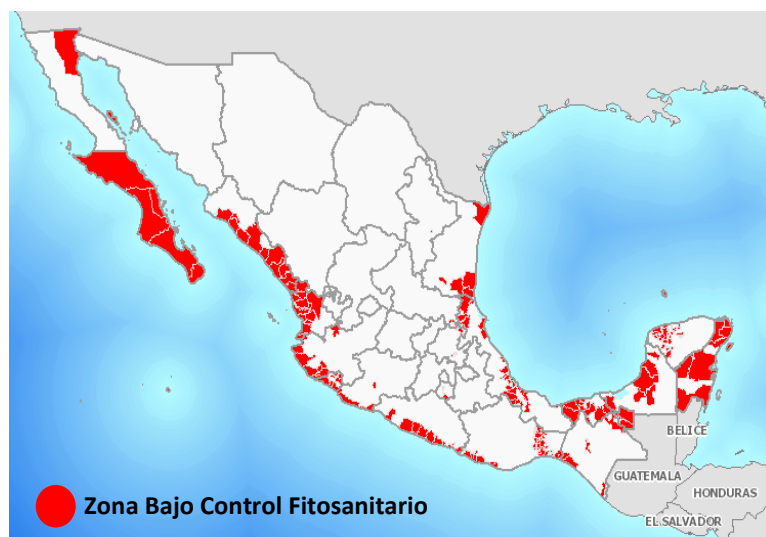 BELICE
GUATEMALA
HONDURAS
EL SALVADOR
Zona Bajo Control Fitosanitario